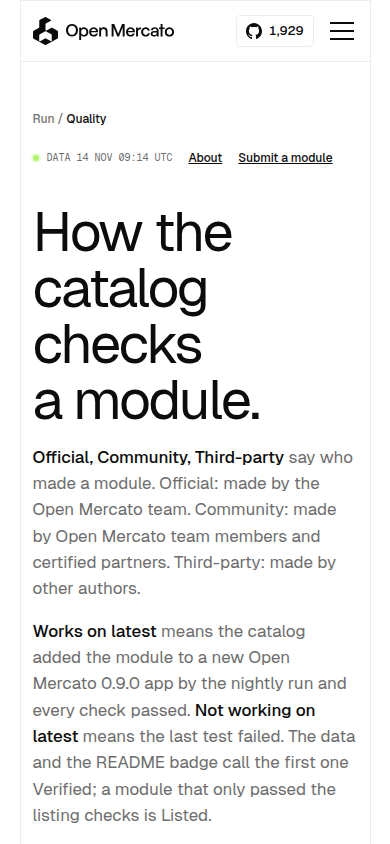 Open Mercato
1,929
Run / Quality
DATA 14 NOV 09:14 UTC About Submit a module
How the
catalog
checks
a module.
Official, Community, Third-party say who
made a module. Official: made by the
Open Mercato team. Community: made
by Open Mercato team members and
certified partners. Third-party: made by
other authors.
Works on latest means the catalog
added the module to a new Open
Mercato 0.9.0 app by the nightly run and
every check passed. Not working on
latest means the last test failed. The data
and the README badge call the first one
Verified; a module that only passed the
listing checks is Listed.